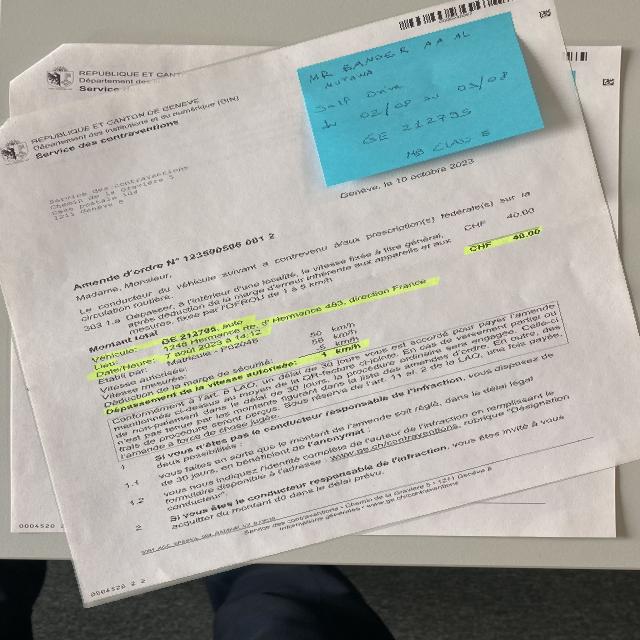 REPUBLIQUE ET CANT
Département des
Service
REPUBLIQUE ET CANTON DE GENEVE
Département des institutions et du numérique (DIN)
Service des contraventions
MR BANDER AA AL
MUTAWA
Self Drive
du 02/08 au 03/08
GE 212795
MB CLASS E
Service des contraventions
Chemin de la Gravière 5
Case postale 104
1211 Genève 8
Genève, le 10 octobre 2023
Amende d'ordre N° 123590596 001 2
Madame, Monsieur,
Le conducteur du véhicule suivant a contrevenu à/aux prescription(s) fédérale(s) sur la
circulation routière.
303 1.a Dépasser, à l'intérieur d'une localité, la vitesse fixée à titre général, CHF 40.00
après déduction de la marge d'erreur inhérente aux appareils et aux
mesures, fixée par l'OFROU de 1 à 5 km/h
Montant total CHF 40.00
Véhicule: GE 212795, auto
Lieu: 1248 Hermance Rte d' Hermance 463, direction France
Date/Heure: 7 août 2023 à 14:12
Etabli par: Matricule - P02045
Vitesse autorisée: 50 km/h
Vitesse mesurée: 56 km/h
Déduction de la marge de sécurité: -5 km/h
Dépassement de la vitesse autorisée: 1 km/h
Conformément à l'art. 6 LAO, un délai de 30 jours vous est accordé pour payer l'amende
mentionnée ci-dessus au moyen de la QR-facture ci-jointe. En cas de versement partiel ou
de non-paiement dans le délai de 30 jours, la procédure ordinaire sera engagée. Celle-ci
n'est pas tenue par les montants figurant dans la liste des amendes d'ordre. En outre, des
frais de procédure seront perçus. Sous réserve de l'art. 11 al. 2 de la LAO, une fois payée,
l'amende a force de chose jugée.
1 Si vous n'êtes pas le conducteur responsable de l'infraction, vous disposez de
deux possibilités :
1.1 vous faites en sorte que le montant de l'amende soit réglé, dans le délai légal
de 30 jours, en bénéficiant de l'anonymat ;
1.2 vous nous indiquez l'identité complète de l'auteur de l'infraction en remplissant le
formulaire disponible à l'adresse : www.ge.ch/contraventions, rubrique "Désignation
conducteur".
2 Si vous êtes le conducteur responsable de l'infraction, vous êtes invité à vous
acquitter du montant dû dans le délai prévu.
Service des contraventions - Chemin de la Gravière 5 - 1211 Genève 8
Informations générales - www.ge.ch/contraventions
0004520 2
0004520 2 2